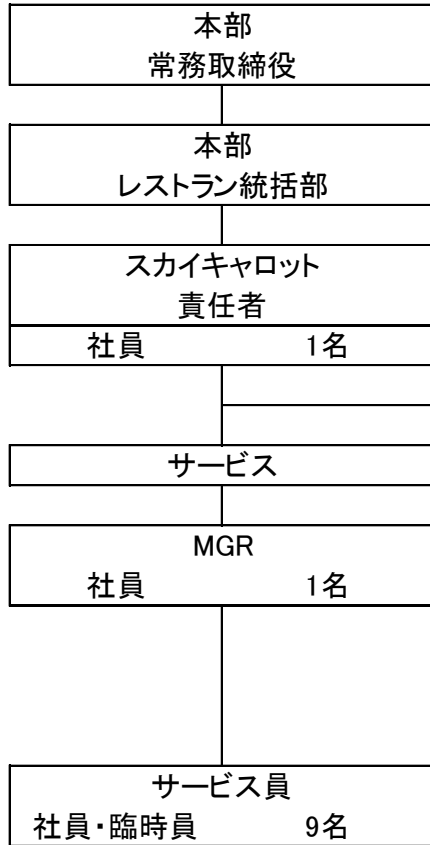 本部
常務取締役
本部
レストラン統括部
スカイキャロット
責任者
社員 1名
サービス
MGR
社員 1名
サービス員
社員・臨時員 9名